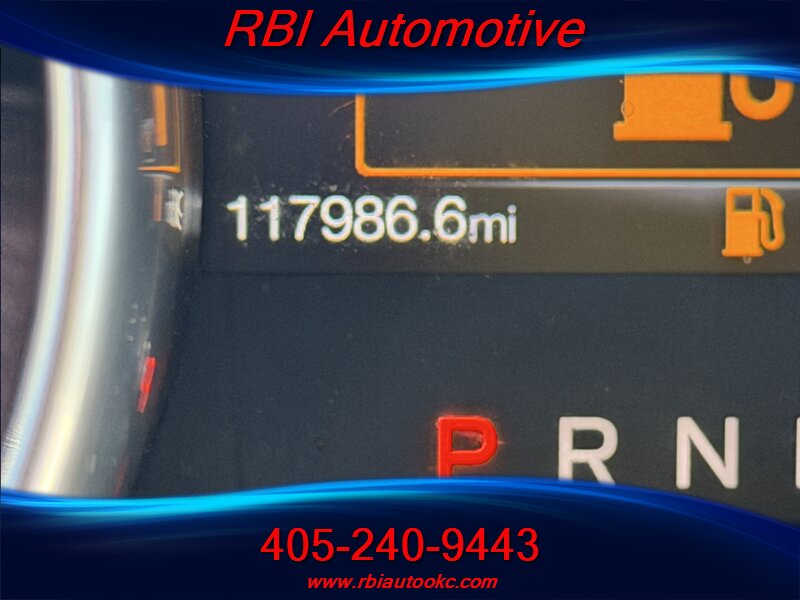 RBI Automotive
117986.6mi
P R N
405-240-9443
www.rbiautookc.com